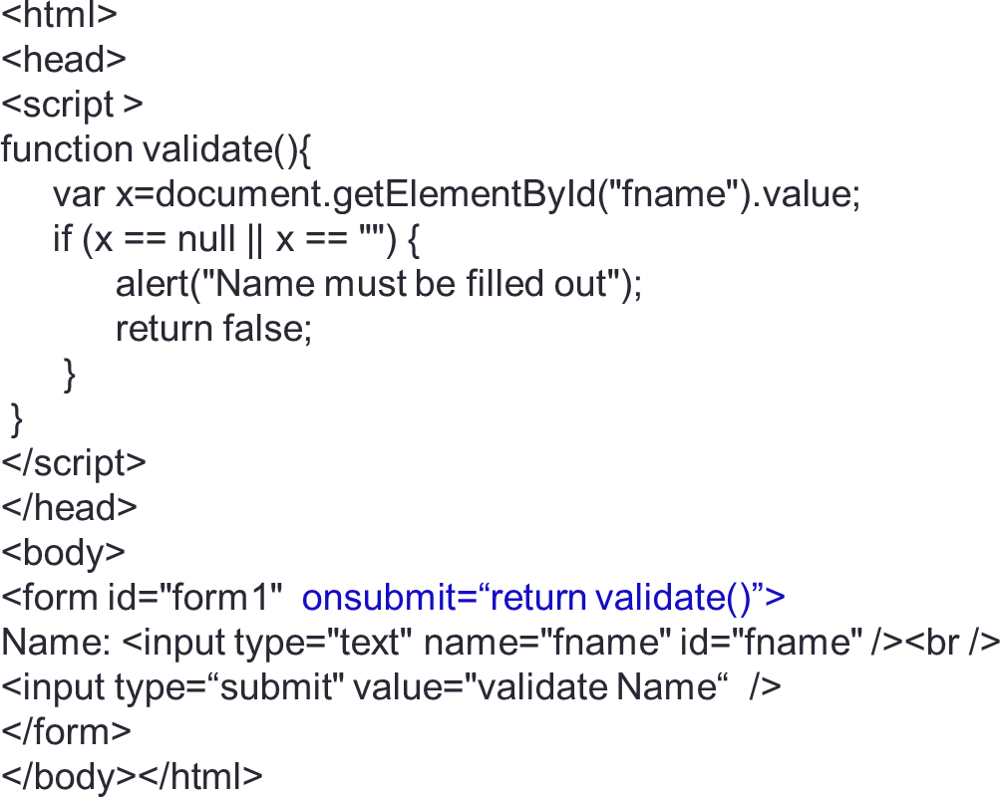 <html>
<head>
<script >
function validate(){
var x=document.getElementById("fname").value;
if (x == null || x == "") {
alert("Name must be filled out");
return false;
}
}
</script>
</head>
<body>
<form id="form1"  onsubmit=“return validate()”>
Name: <input type="text" name="fname" id="fname" /><br />
<input type=“submit" value="validate Name“  />
</form>
</body></html>